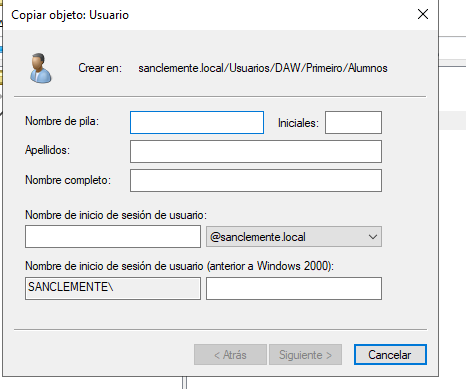 Copiar objeto: Usuario
Crear en: sanclemente.local/Usuarios/DAW/Primero/Alumnos
Nombre de pila: Iniciales:
Apellidos:
Nombre completo:
Nombre de inicio de sesión de usuario:
@sanclemente.local
Nombre de inicio de sesión de usuario (anterior a Windows 2000):
SANCLEMENTE\
< Atrás Siguiente > Cancelar